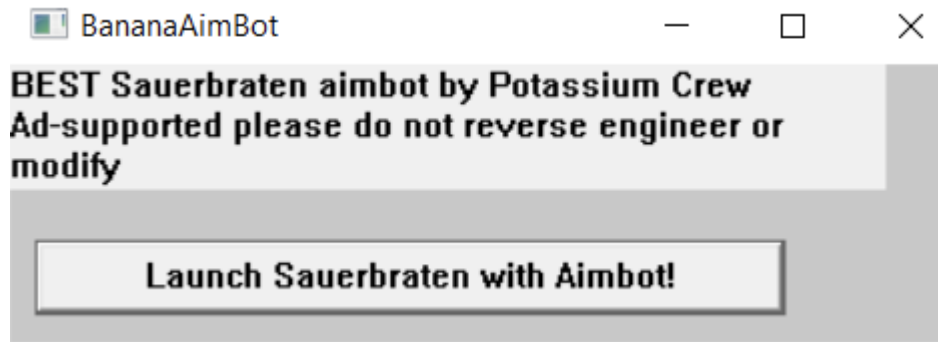 BananaAimBot
BEST Sauerbraten aimbot by Potassium Crew
Ad-supported please do not reverse engineer or
modify
Launch Sauerbraten with Aimbot!